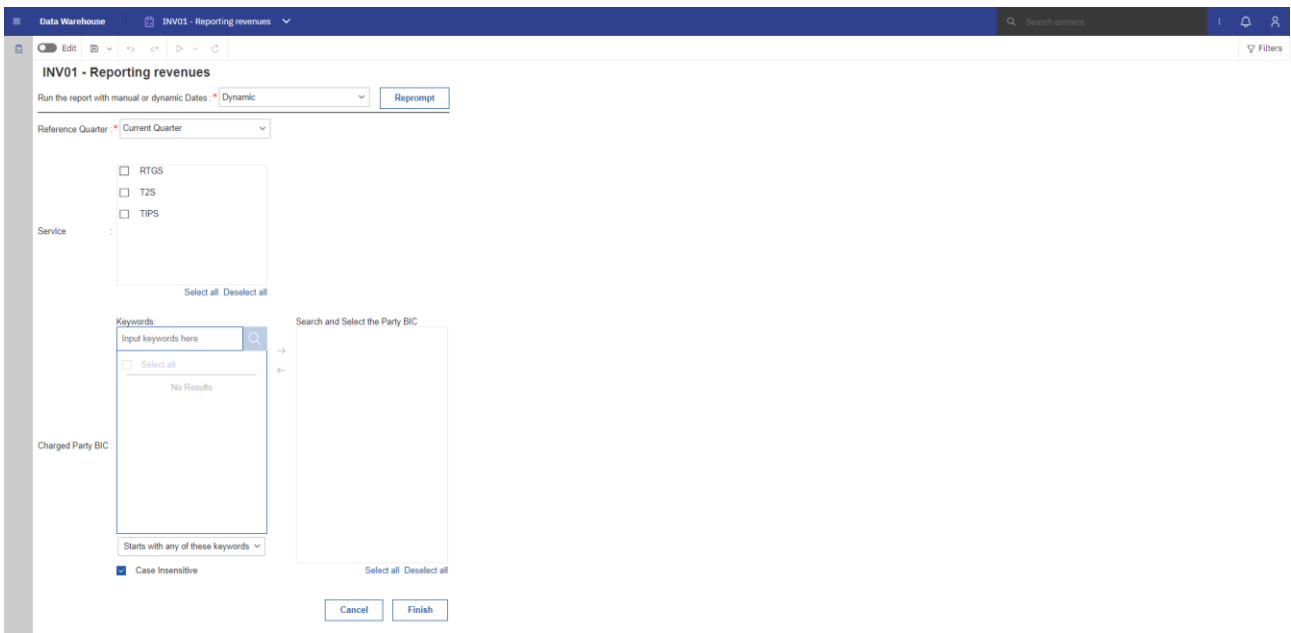 Data Warehouse
INV01 - Reporting revenues
Search content
Edit
Filters
INV01 - Reporting revenues
Run the report with manual or dynamic Dates : * Dynamic
Reprompt
Reference Quarter : * Current Quarter
RTGS
T2S
TIPS
Service :
Select all Deselect all
Keywords:
Search and Select the Party BIC
Input keywords here
Select all
No Results
Charged Party BIC :
Starts with any of these keywords
Case Insensitive
Select all Deselect all
Cancel
Finish